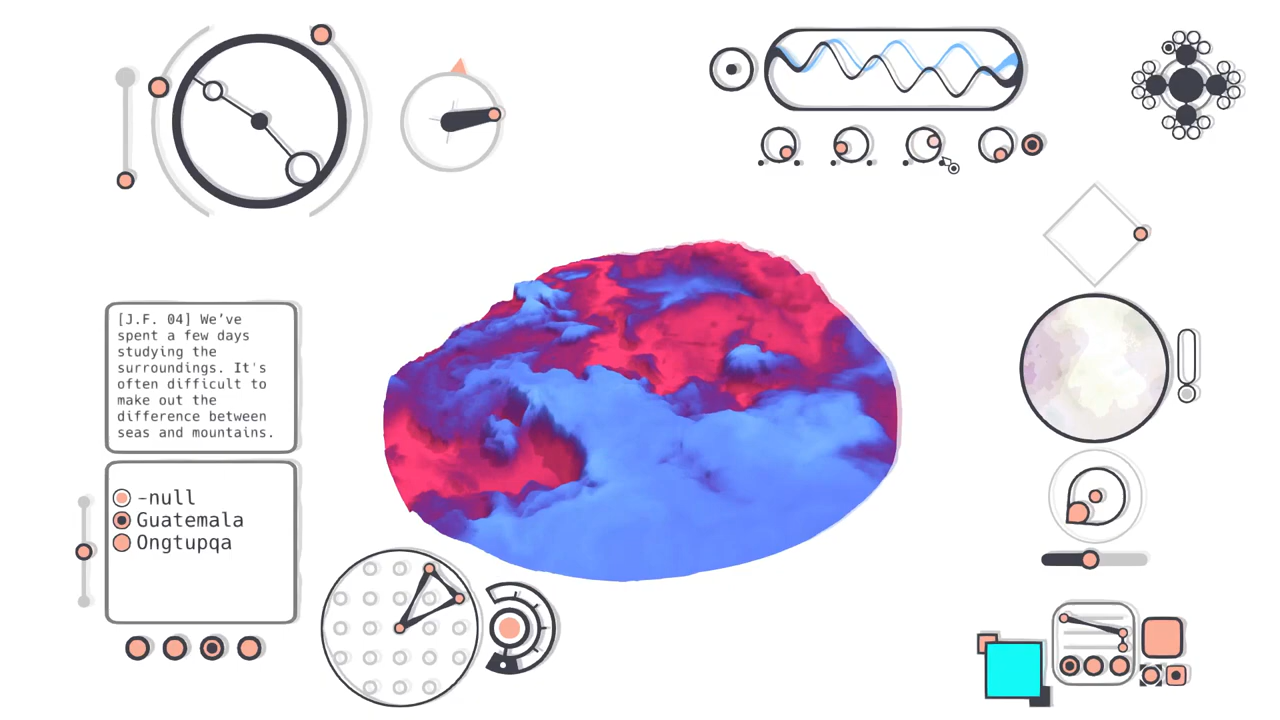 [J.F. 04] We’ve
spent a few days
studying the
surroundings. It's
often difficult to
make out the
difference between
seas and mountains.
-null
Guatemala
Ongtupqa